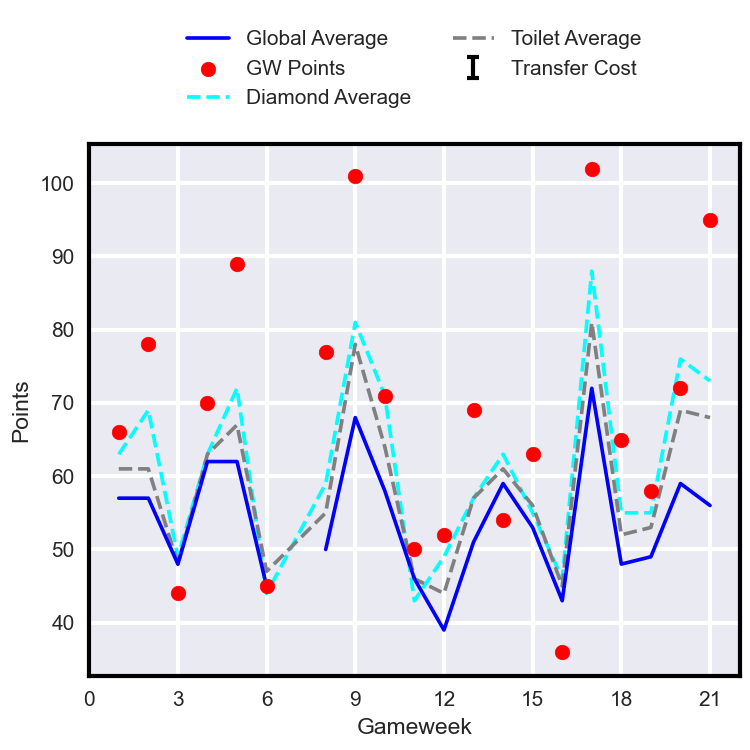 Global Average
GW Points
Diamond Average
Toilet Average
Transfer Cost
Points
100
90
80
70
60
50
40
0 3 6 9 12 15 18 21
Gameweek